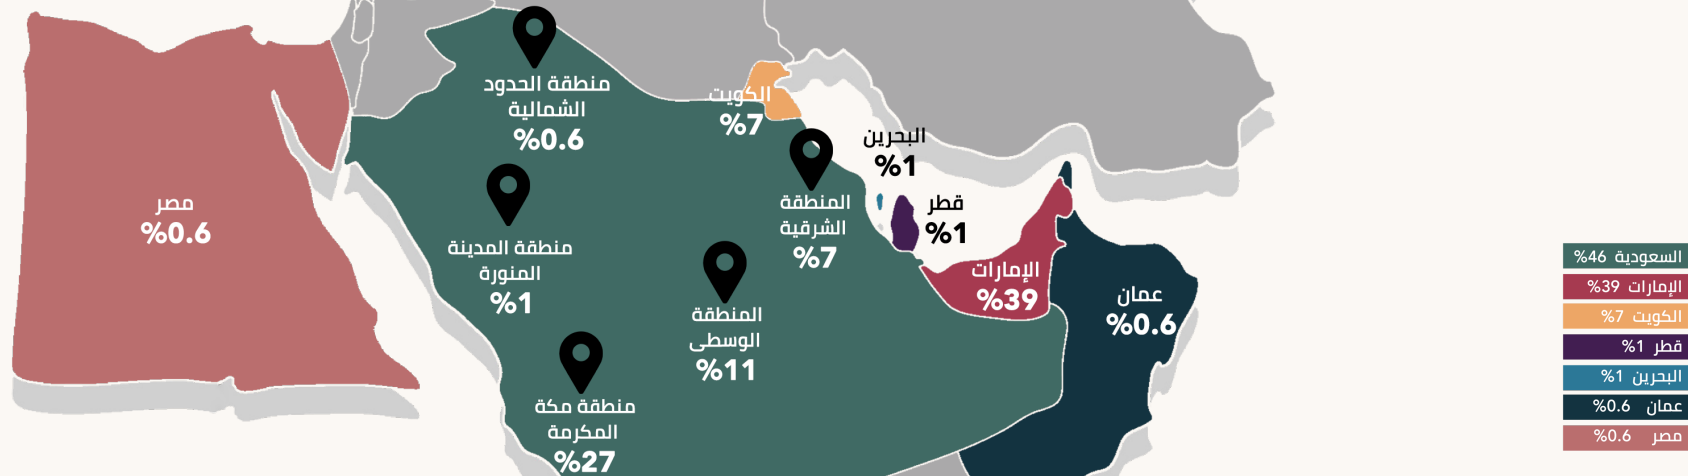 منطقة الحدود
الشمالية
%0.6
الكويت
%7
البحرين
%1
قطر
%1
المنطقة
الشرقية
%7
مصر
%0.6
منطقة المدينة
المنورة
%1
الإمارات
%39
عمان
%0.6
المنطقة
الوسطى
%11
منطقة مكة
المكرمة
%27
السعودية %46
الإمارات %39
الكويت %7
قطر %1
البحرين %1
عمان %0.6
مصر %0.6